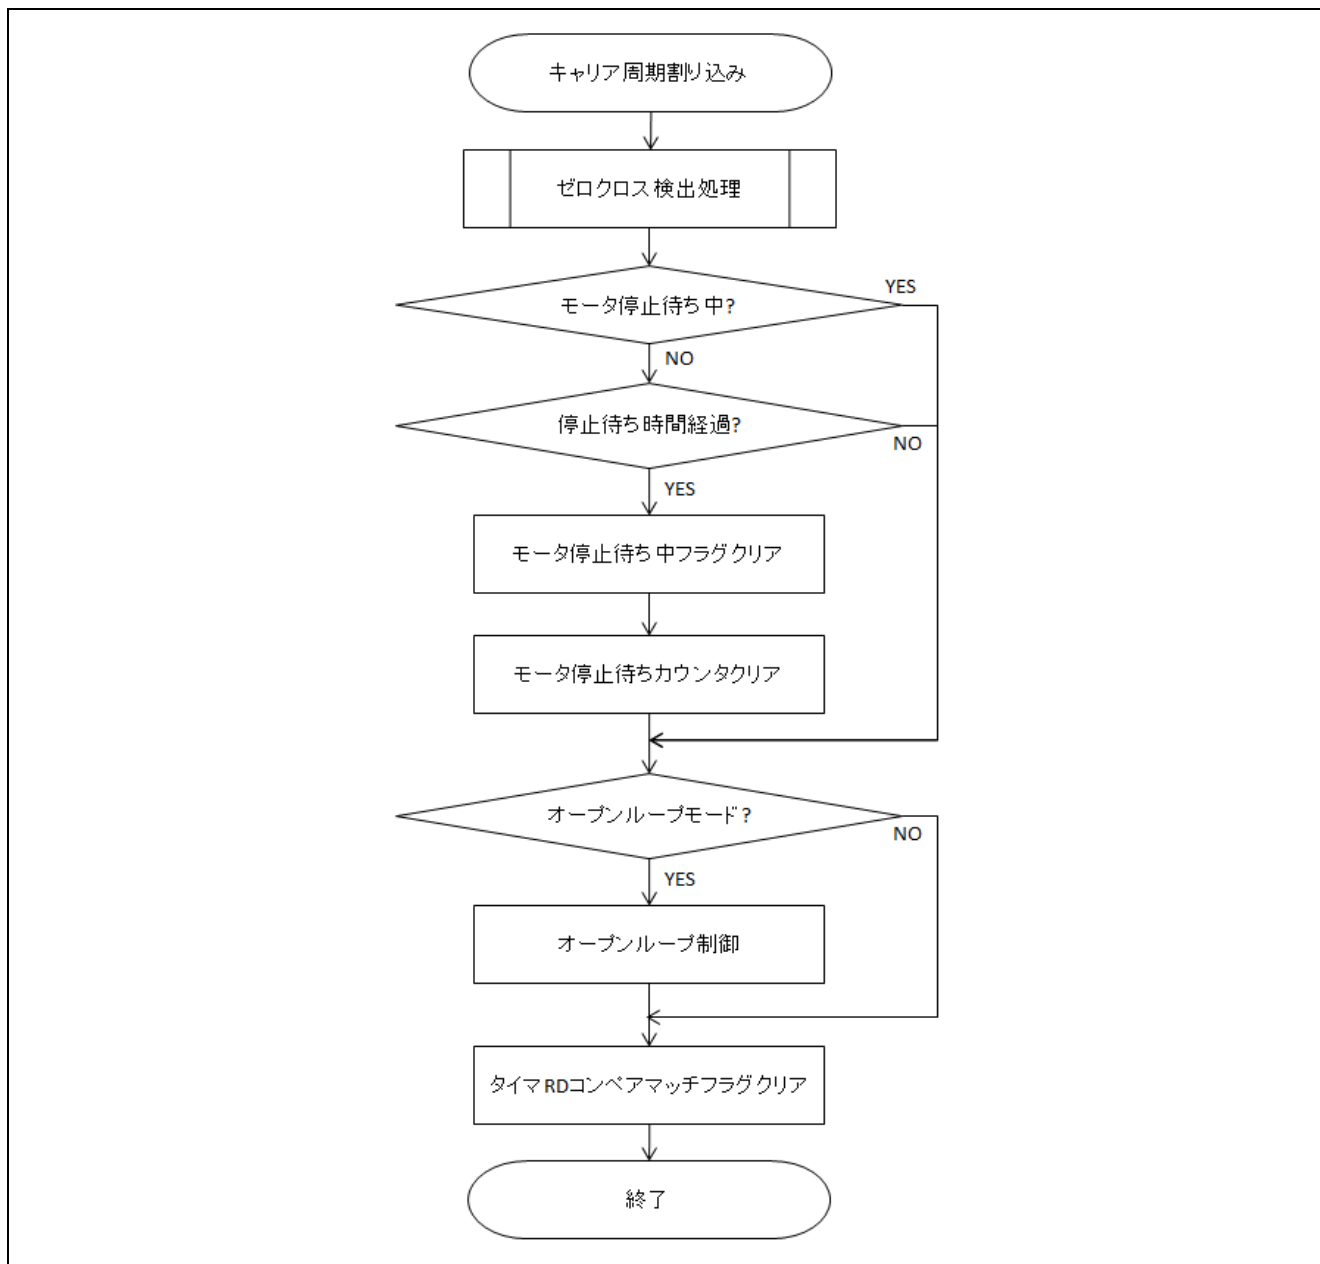 キャリア周期割り込み
ゼロクロス検出処理
モータ停止待ち中?
YES
NO
停止待ち時間経過?
NO
YES
モータ停止待ち中フラグクリア
モータ停止待ちカウンタクリア
オープンループモード?
NO
YES
オープンループ制御
タイマRDコンペアマッチフラグクリア
終了